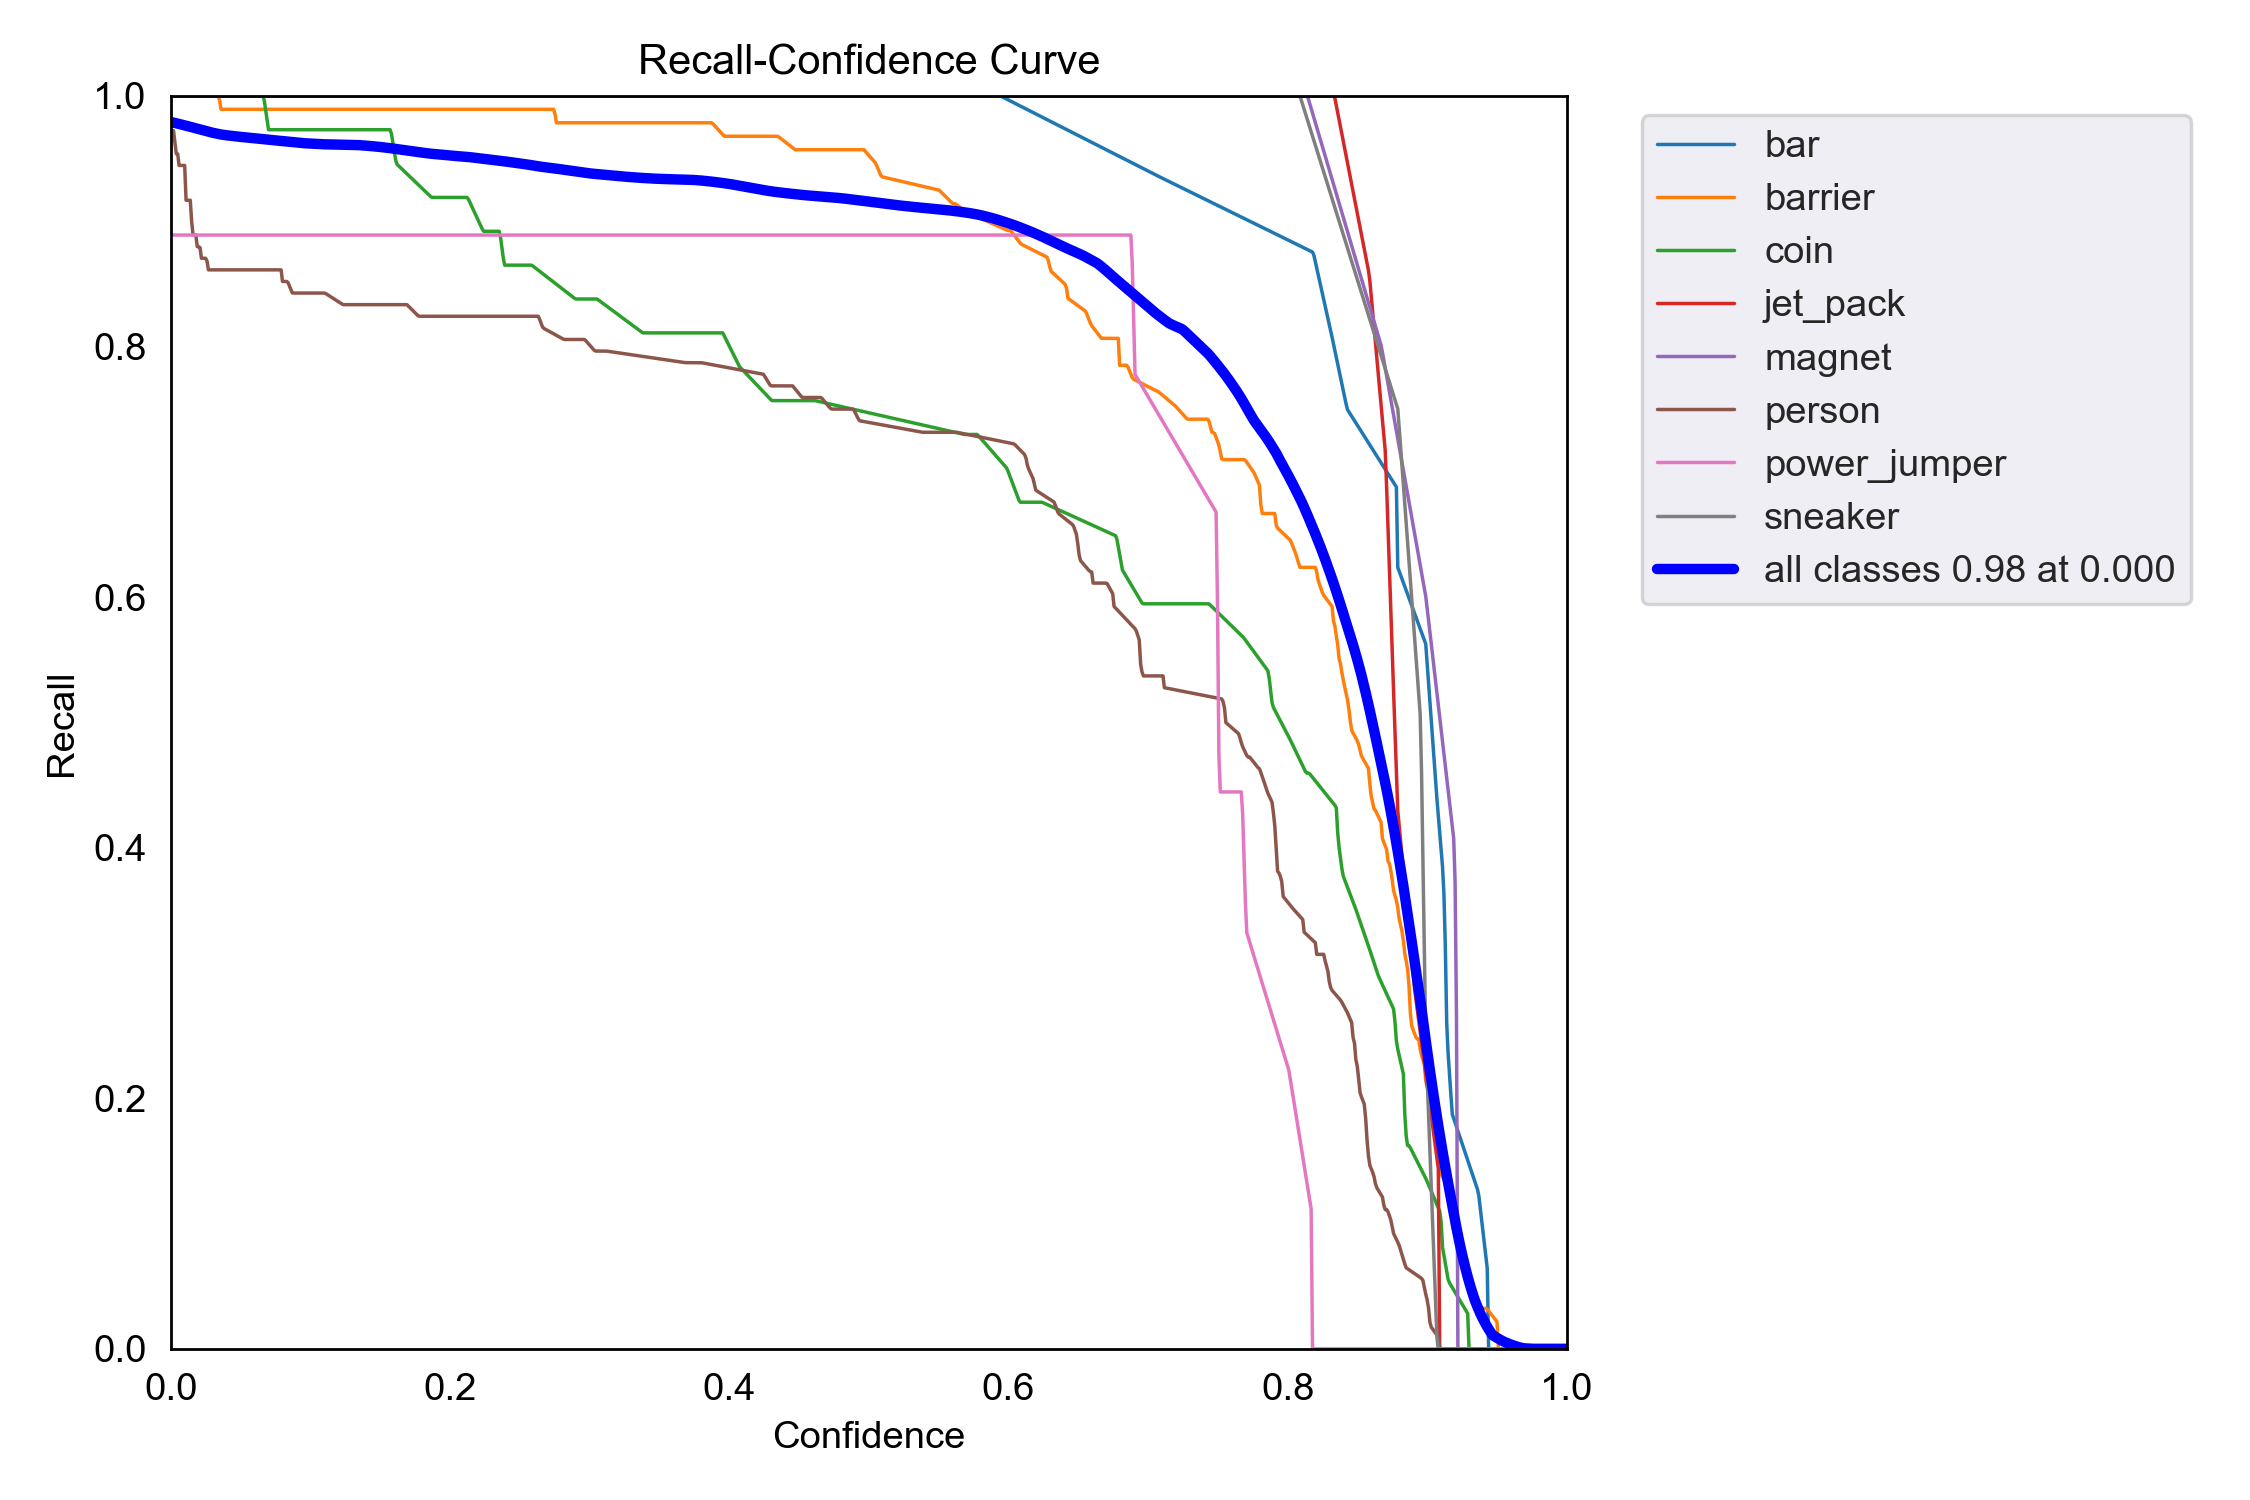 Recall-Confidence Curve
1.0
0.8
0.6
0.4
0.2
0.0
Recall
0.0 0.2 0.4 0.6 0.8 1.0
Confidence
bar
barrier
coin
jet_pack
magnet
person
power_jumper
sneaker
all classes 0.98 at 0.000